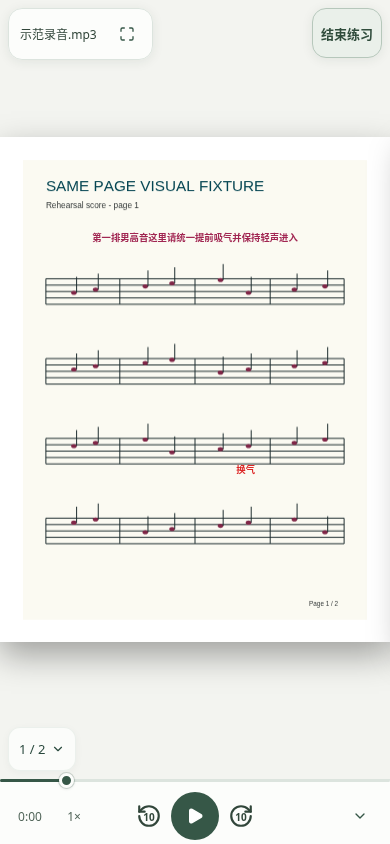 示范录音.mp3
结束练习
SAME PAGE VISUAL FIXTURE
Rehearsal score - page 1
第一排男高音这里请统一提前吸气并保持轻声进入
换气
Page 1 / 2
1 / 2
0:00
1×
10
10